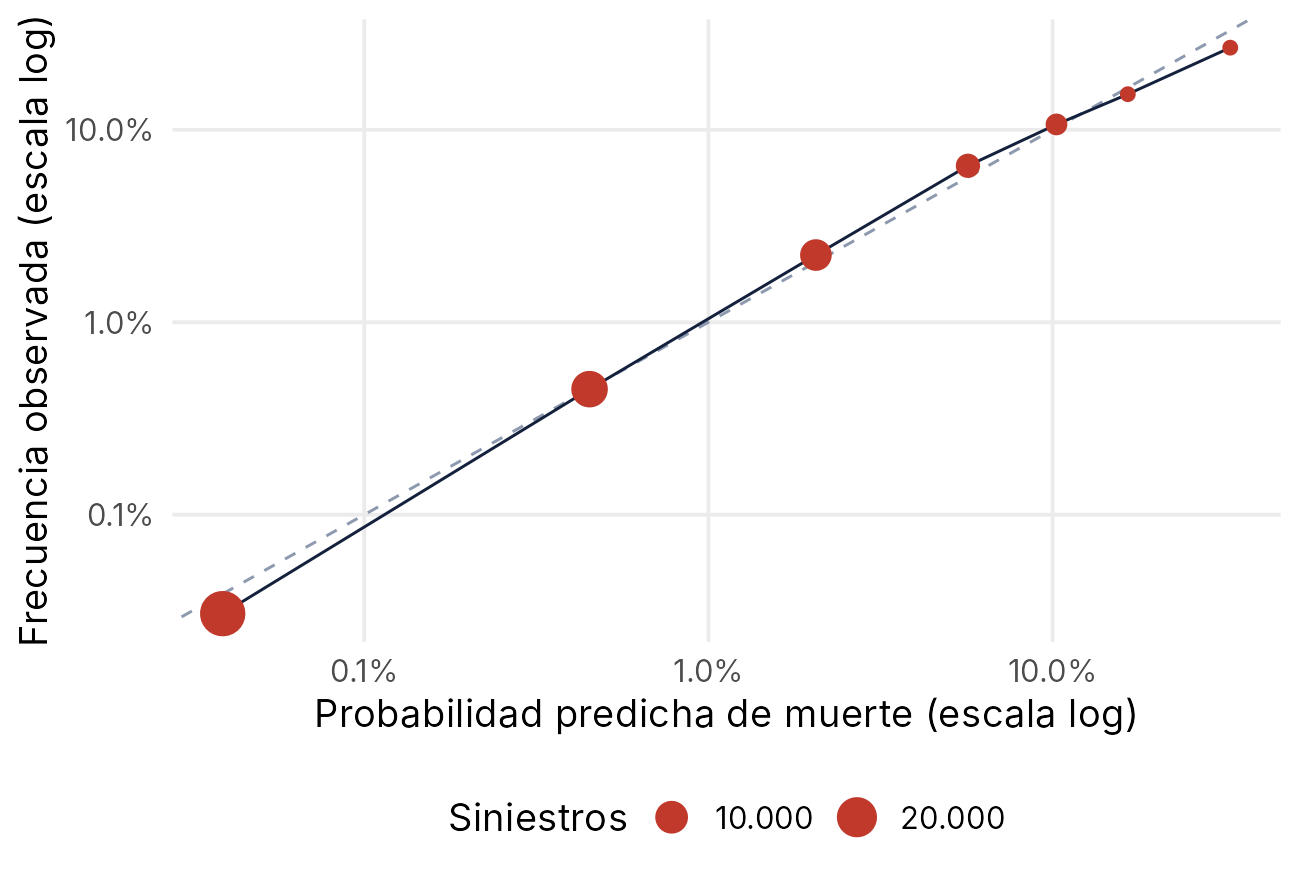 Frecuencia observada (escala log)
10.0%
1.0%
0.1%
0.1%
1.0%
10.0%
Probabilidad predicha de muerte (escala log)
Siniestros 10.000 20.000